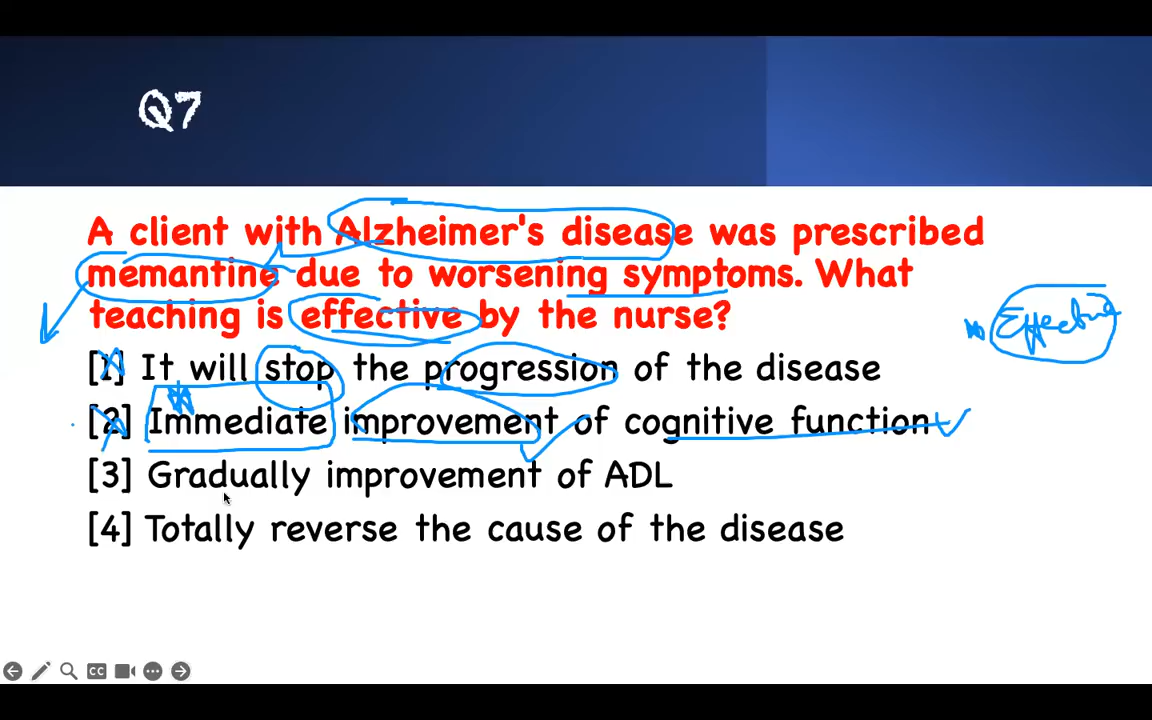 Q7
A client with Alzheimer's disease was prescribed
memantine due to worsening symptoms. What
teaching is effective by the nurse?
Effective
[1] It will stop the progression of the disease
[2] Immediate improvement of cognitive function
[3] Gradually improvement of ADL
[4] Totally reverse the cause of the disease
CC